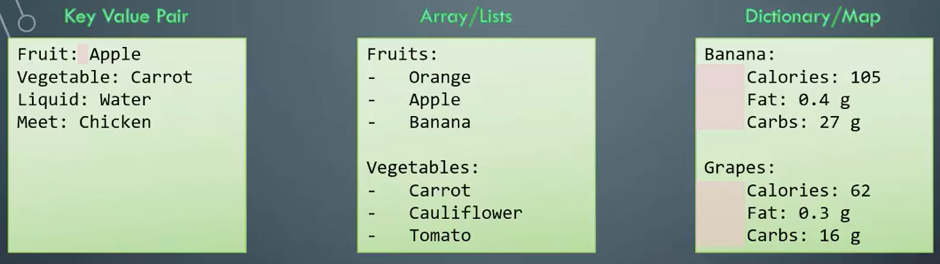 Key Value Pair
Fruit: Apple
Vegetable: Carrot
Liquid: Water
Meet: Chicken
Array/Lists
Fruits:
- Orange
- Apple
- Banana
Vegetables:
- Carrot
- Cauliflower
- Tomato
Dictionary/Map
Banana:
Calories: 105
Fat: 0.4 g
Carbs: 27 g
Grapes:
Calories: 62
Fat: 0.3 g
Carbs: 16 g